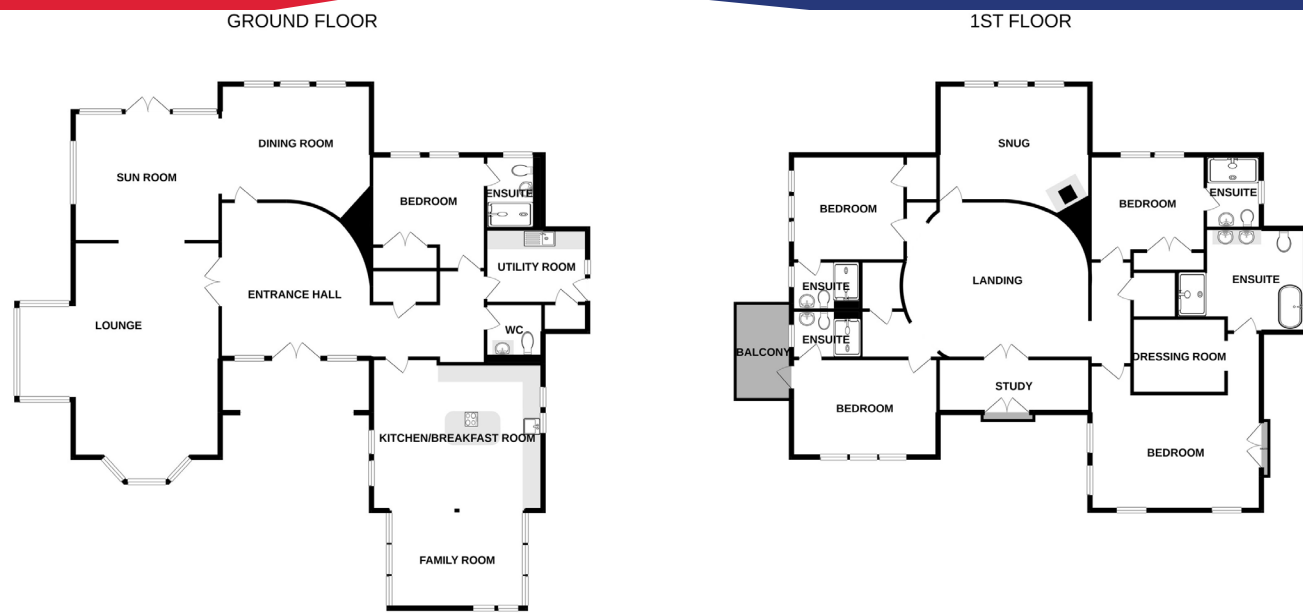 GROUND FLOOR
DINING ROOM
SUN ROOM
BEDROOM
ENSUITE
UTILITY ROOM
ENTRANCE HALL
LOUNGE
WC
KITCHEN/BREAKFAST ROOM
FAMILY ROOM
1ST FLOOR
SNUG
BEDROOM
BEDROOM
ENSUITE
ENSUITE
LANDING
ENSUITE
ENSUITE
BALCONY
DRESSING ROOM
STUDY
BEDROOM
BEDROOM